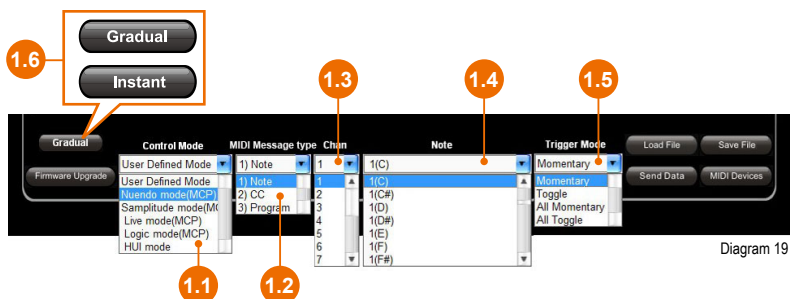 Gradual
Instant
1.6
1.3
1.4
1.5
Gradual
Control Mode
MIDI Message type
Chan
Note
Trigger Mode
Load File
Save File
User Defined Mode
1) Note
1
1(C)
Momentary
Firmware Upgrade
Send Data
MIDI Devices
User Defined Mode
Nuendo mode(MCP)
Samplitude mode(M
Live mode(MCP)
Logic mode(MCP)
HUI mode
1) Note
2) CC
3) Program
1
2
3
4
5
6
7
1(C)
1(C#)
1(D)
1(D#)
1(E)
1(F)
1(F#)
Momentary
Toggle
All Momentary
All Toggle
Diagram 19
1.1
1.2